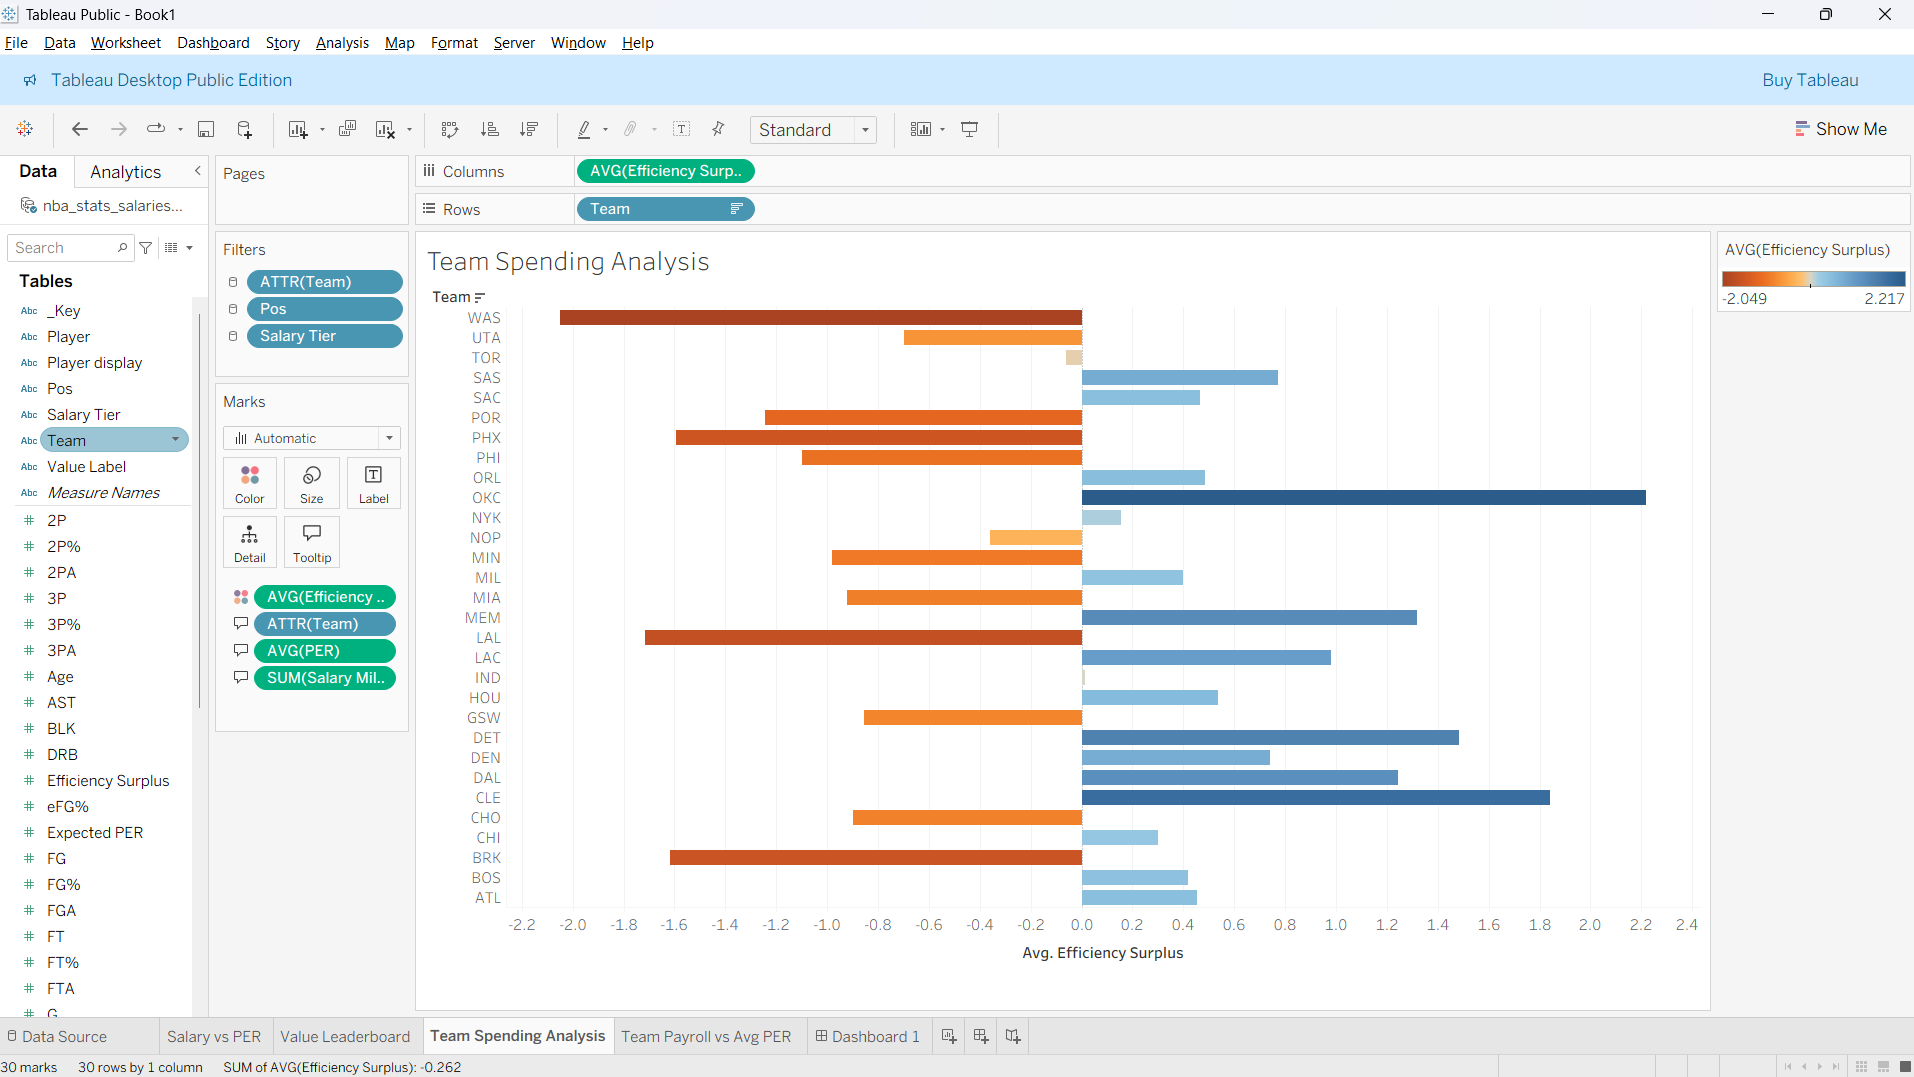 Tableau Public - Book1
File Data Worksheet Dashboard Story Analysis Map Format Server Window Help
Tableau Desktop Public Edition
Buy Tableau
Standard
Show Me
Data
Analytics
nba_stats_salaries...
Search
Tables
Abc _Key
Abc Player
Abc Player display
Abc Pos
Abc Salary Tier
Abc Team
Abc Value Label
Abc Measure Names
# 2P
# 2P%
# 2PA
# 3P
# 3P%
# 3PA
# Age
# AST
# BLK
# DRB
# Efficiency Surplus
# eFG%
# Expected PER
# FG
# FG%
# FGA
# FT
# FT%
# FTA
# G
Pages
Filters
ATTR(Team)
Pos
Salary Tier
Marks
Automatic
Color
Size
Label
Detail
Tooltip
AVG(Efficiency ..
ATTR(Team)
AVG(PER)
SUM(Salary Mil..
Columns
AVG(Efficiency Surp..
Rows
Team
Team Spending Analysis
Team
WAS
UTA
TOR
SAS
SAC
POR
PHX
PHI
ORL
OKC
NYK
NOP
MIN
MIL
MIA
MEM
LAL
LAC
IND
HOU
GSW
DET
DEN
DAL
CLE
CHO
CHI
BRK
BOS
ATL
-2.2 -2.0 -1.8 -1.6 -1.4 -1.2 -1.0 -0.8 -0.6 -0.4 -0.2 0.0 0.2 0.4 0.6 0.8 1.0 1.2 1.4 1.6 1.8 2.0 2.2 2.4
Avg. Efficiency Surplus
AVG(Efficiency Surplus)
-2.049 2.217
Data Source
Salary vs PER
Value Leaderboard
Team Spending Analysis
Team Payroll vs Avg PER
Dashboard 1
30 marks
30 rows by 1 column
SUM of AVG(Efficiency Surplus): -0.262